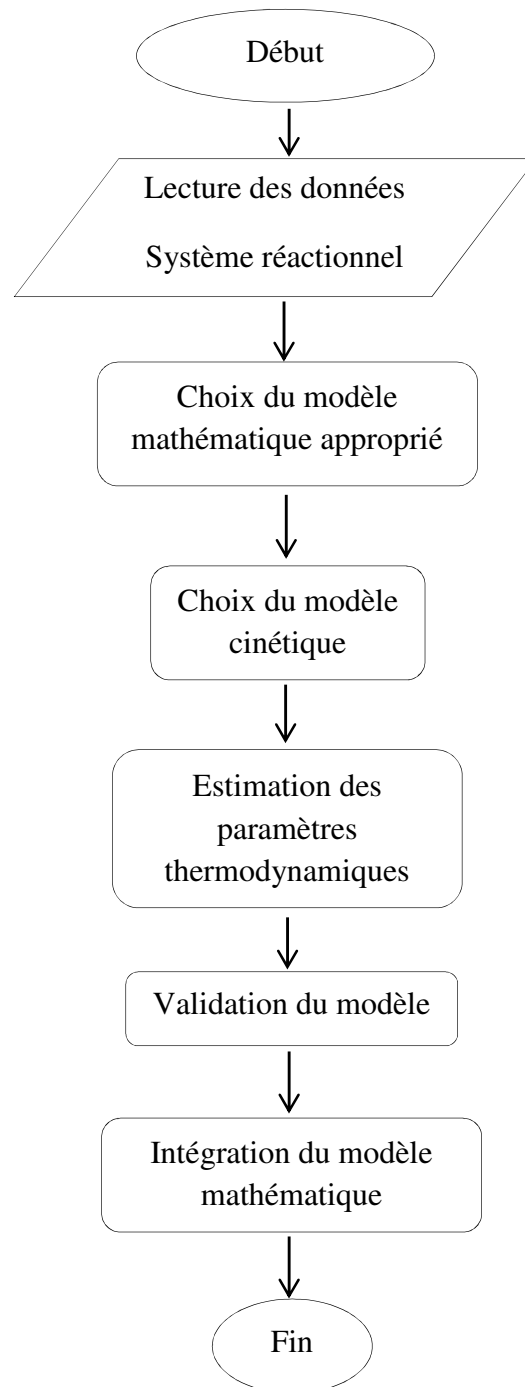 Début
Lecture des données
Système réactionnel
Choix du modèle
mathématique approprié
Choix du modèle
cinétique
Estimation des
paramètres
thermodynamiques
Validation du modèle
Intégration du modèle
mathématique
Fin